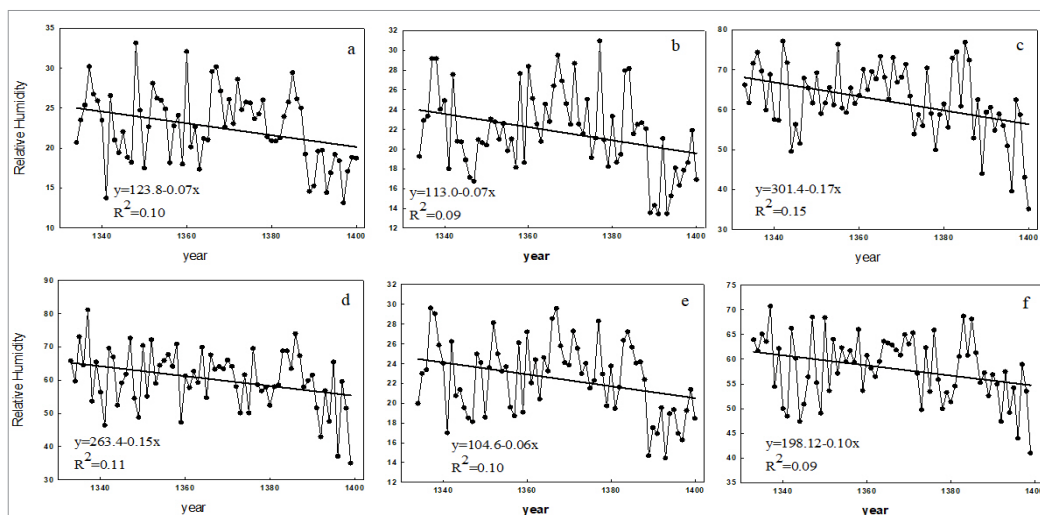 a
Relative Humidity
35
30
25
20
15
10
y=123.8-0.07x
R²=0.10
1340 1360 1380 1400
year
b
32
30
28
26
24
22
20
18
16
14
12
y=113.0-0.07x
R²=0.09
1340 1360 1380 1400
year
c
80
70
60
50
40
30
y=301.4-0.17x
R²=0.15
1340 1360 1380 1400
year
d
Relative Humidity
90
80
70
60
50
40
30
y=263.4-0.15x
R²=0.11
1340 1360 1380 1400
year
e
32
30
28
26
24
22
20
18
16
14
12
y=104.6-0.06x
R²=0.10
1340 1360 1380 1400
year
f
75
70
65
60
55
50
45
40
35
y=198.12-0.10x
R²=0.09
1340 1360 1380 1400
year